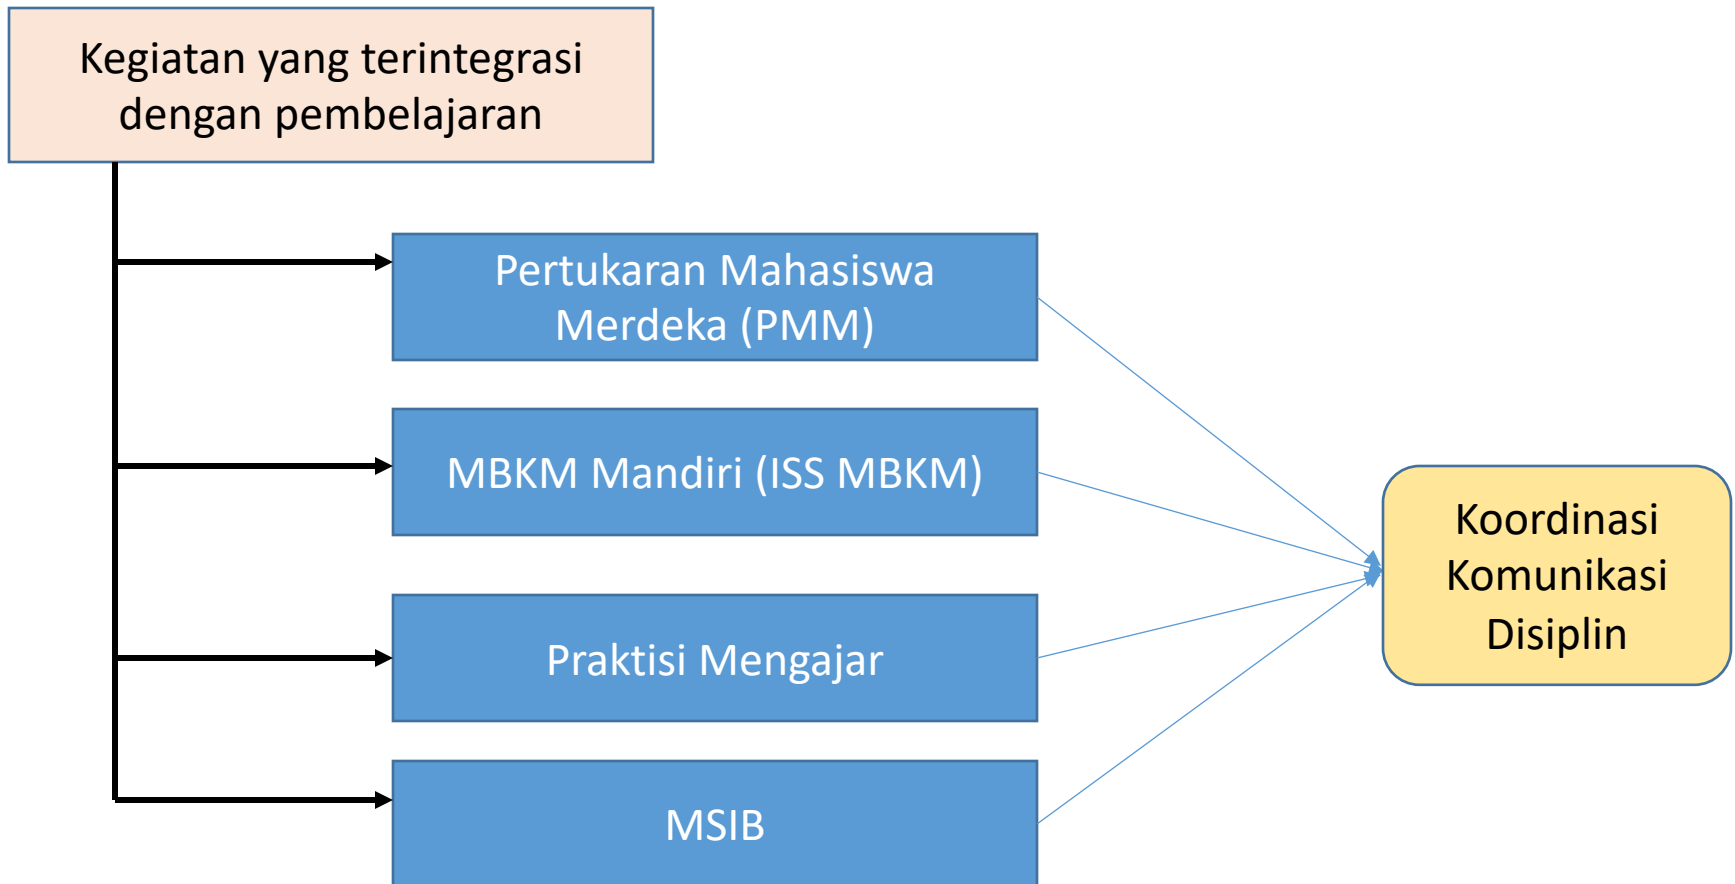 Kegiatan yang terintegrasi
dengan pembelajaran
Pertukaran Mahasiswa
Merdeka (PMM)
MBKM Mandiri (ISS MBKM)
Praktisi Mengajar
MSIB
Koordinasi
Komunikasi
Disiplin